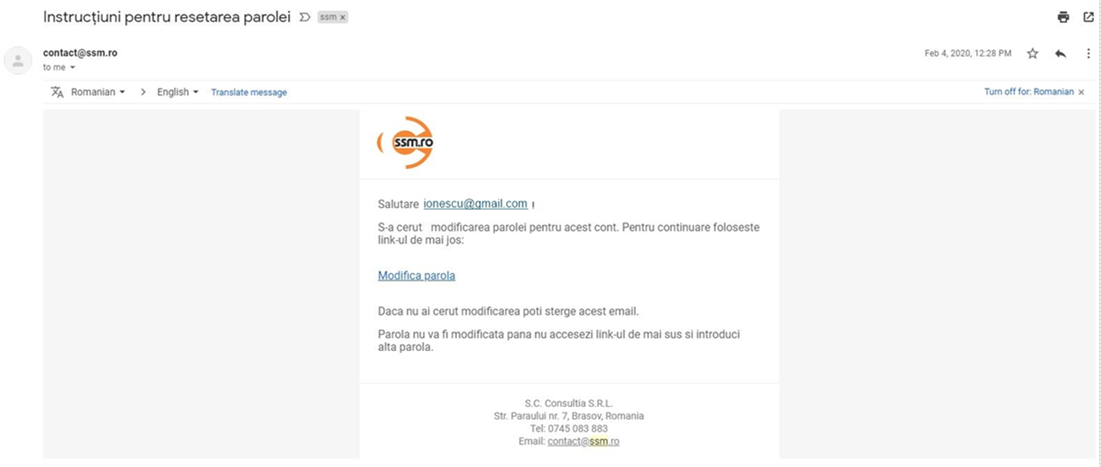 Instrucțiuni pentru resetarea parolei ssm x
contact@ssm.ro Feb 4, 2020, 12:28 PM
to me
Romanian > English Translate message Turn off for: Romanian x
ssm.ro
Salutare ionescu@gmail.com !
S-a cerut modificarea parolei pentru acest cont. Pentru continuare foloseste
link-ul de mai jos:
Modifica parola
Daca nu ai cerut modificarea poti sterge acest email.
Parola nu va fi modificata pana nu accesezi link-ul de mai sus si introduci
alta parola.
S.C. Consultia S.R.L.
Str. Paraului nr. 7, Brasov, Romania
Tel: 0745 083 883
Email: contact@ssm.ro